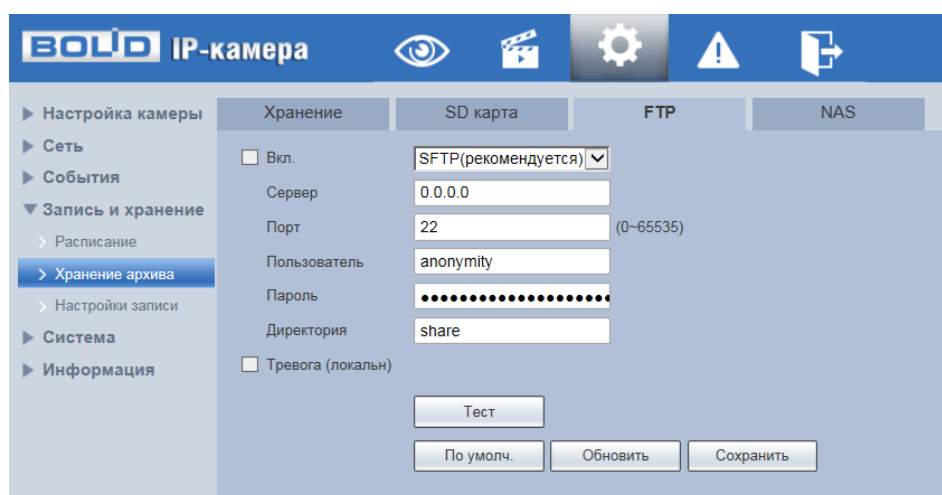 BOLID IP-камера
Настройка камеры
Сеть
События
Запись и хранение
Расписание
Хранение архива
Настройки записи
Система
Информация
Хранение SD карта FTP NAS
Вкл. SFTP(рекомендуется)
Сервер 0.0.0.0
Порт 22 (0~65535)
Пользователь anonymity
Пароль ●●●●●●●●●●●●●●●●●●●●
Директория share
Тревога (локальн)
Тест
По умолч. Обновить Сохранить